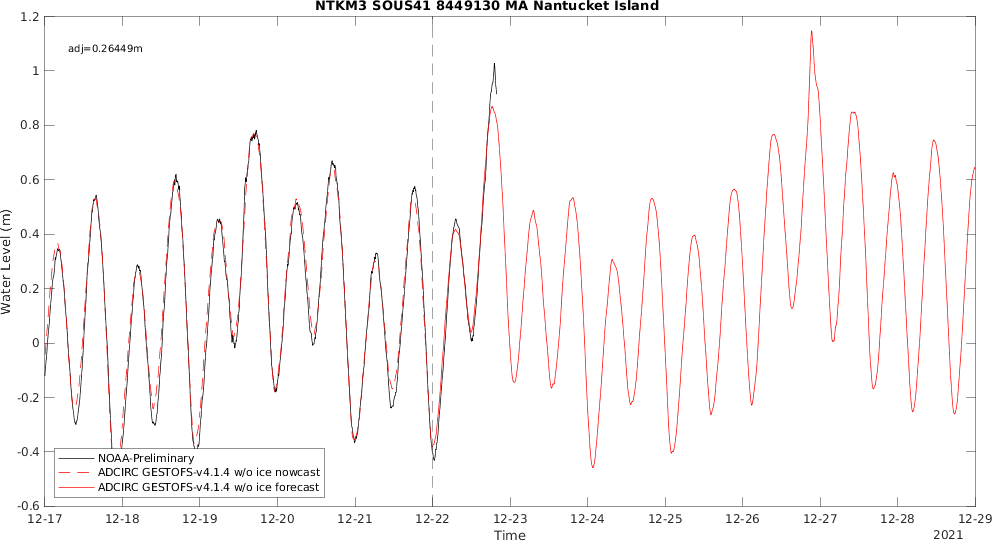 NTKM3 SOUS41 8449130 MA Nantucket Island
adj=0.26449m
Water Level (m)
1.2
1
0.8
0.6
0.4
0.2
0
-0.2
-0.4
-0.6
NOAA-Preliminary
ADCIRC GESTOFS-v4.1.4 w/o ice nowcast
ADCIRC GESTOFS-v4.1.4 w/o ice forecast
12-17 12-18 12-19 12-20 12-21 12-22 12-23 12-24 12-25 12-26 12-27 12-28 12-29
Time
2021